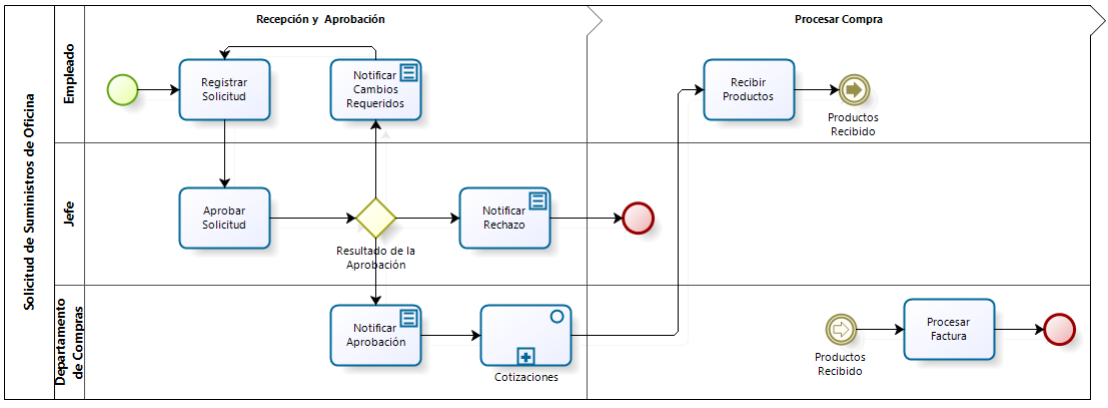 Recepción y Aprobación
Procesar Compra
Solicitud de Suministros de Oficina
Empleado
Registrar
Solicitud
Notificar
Cambios
Requeridos
Recibir
Productos
Productos
Recibido
Jefe
Aprobar
Solicitud
Resultado de la
Aprobación
Notificar
Rechazo
Departamento
de Compras
Notificar
Aprobación
Cotizaciones
Productos
Recibido
Procesar
Factura